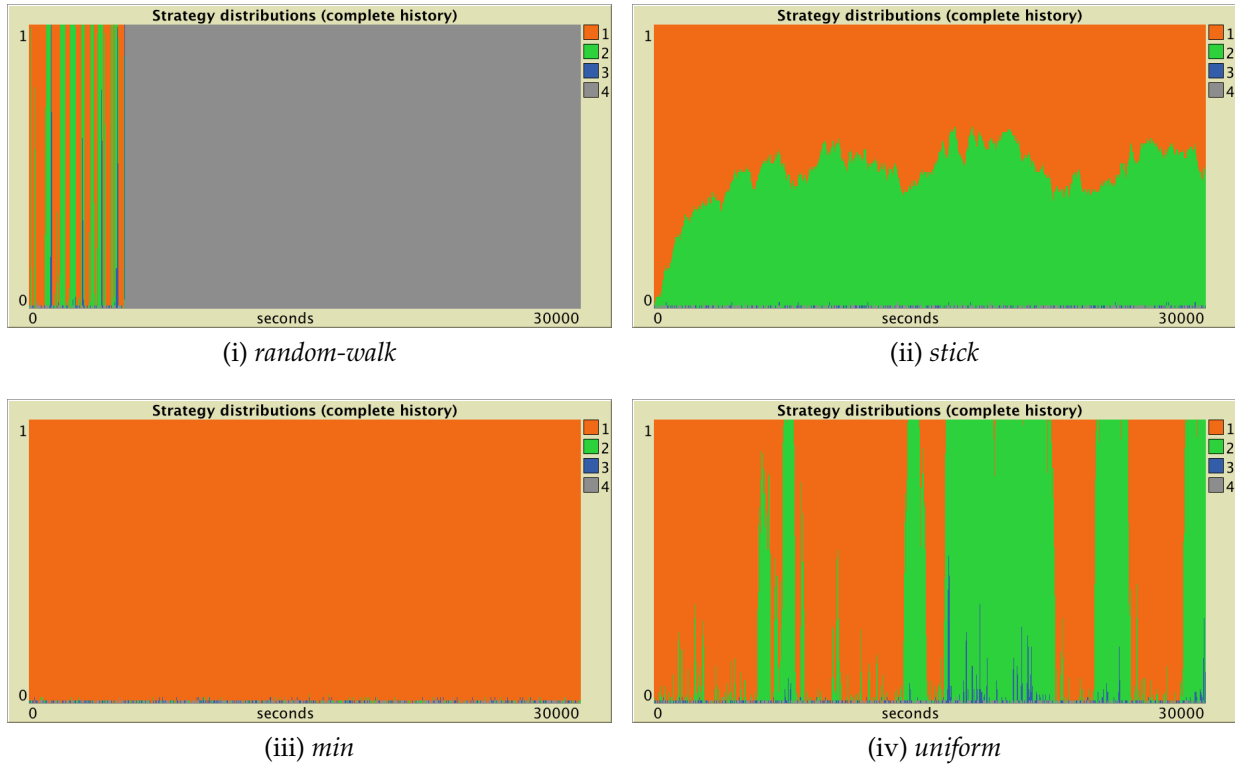 Strategy distributions (complete history)
1
0
0
seconds
30000
1
2
3
4
(i) random-walk
Strategy distributions (complete history)
1
0
0
seconds
30000
1
2
3
4
(ii) stick
Strategy distributions (complete history)
1
0
0
seconds
30000
1
2
3
4
(iii) min
Strategy distributions (complete history)
1
0
0
seconds
30000
1
2
3
4
(iv) uniform